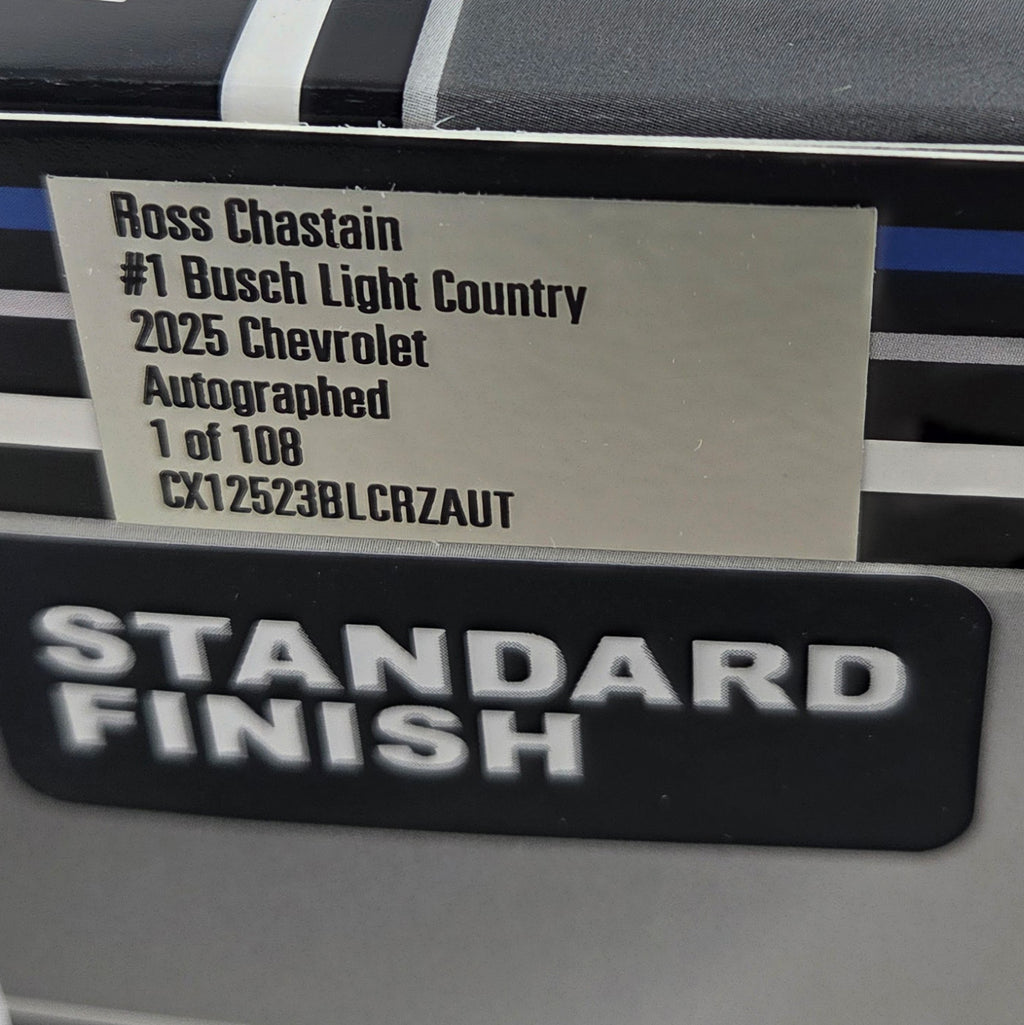 Ross Chastain
#1 Busch Light Country
2025 Chevrolet
Autographed
1 of 108
CX12523BLCRZAUT
STANDARD
FINISH